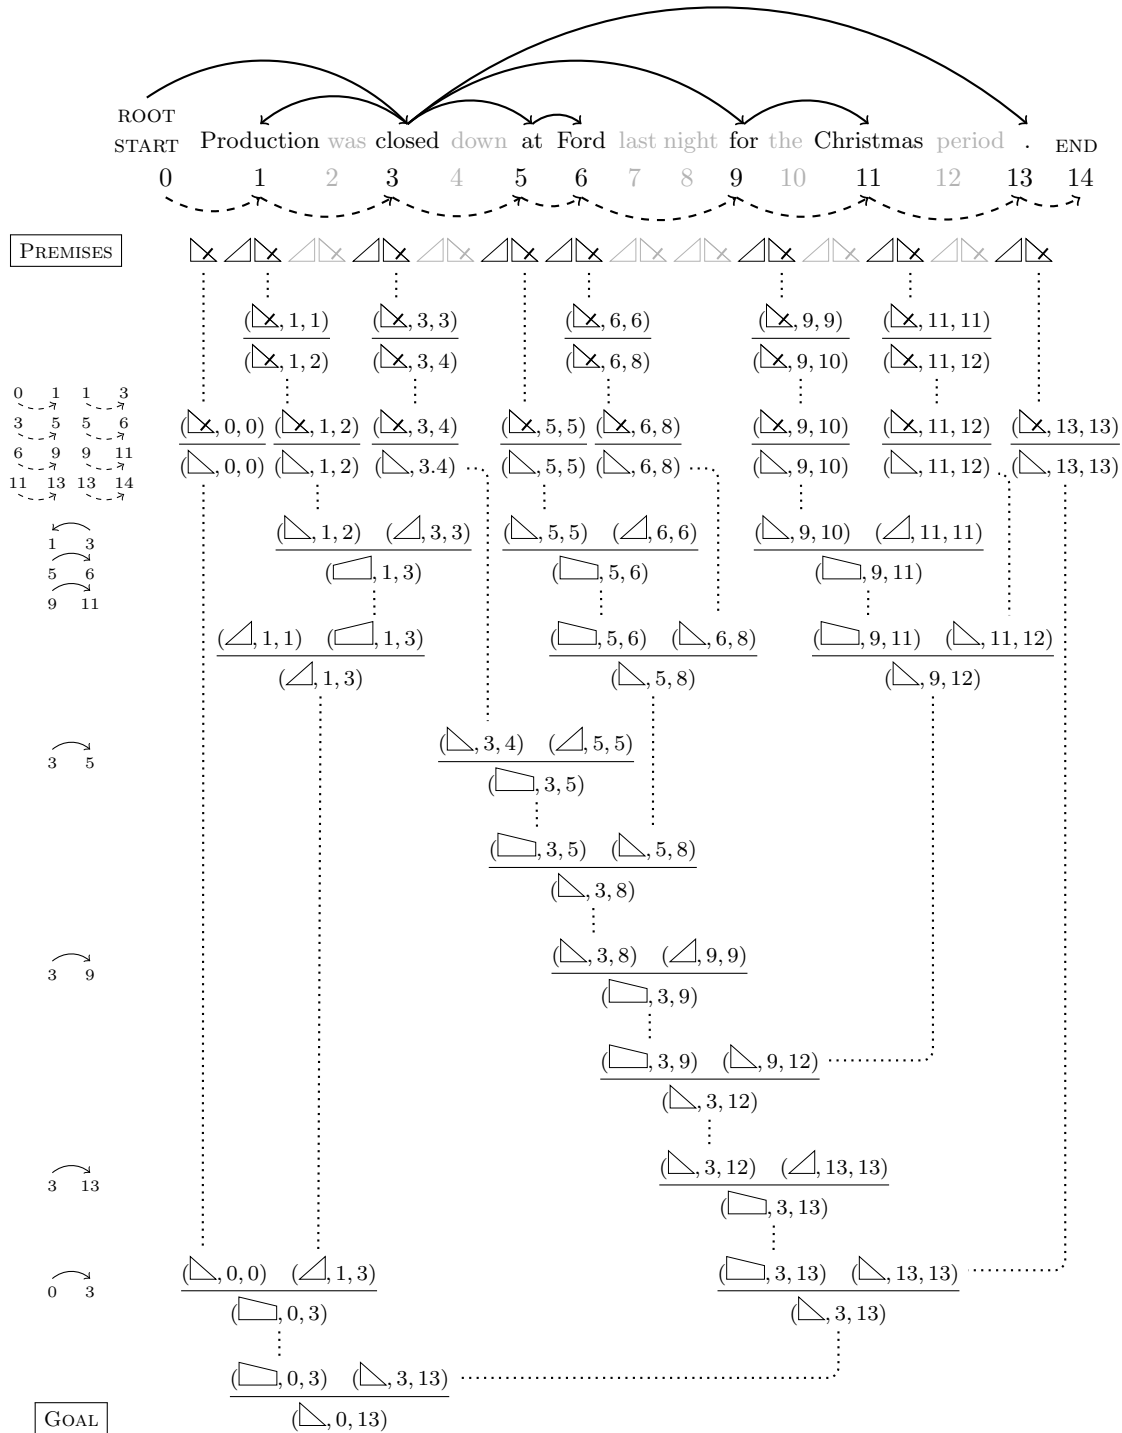 ROOT
START Production was closed down at Ford last night for the Christmas period . END
0 1 2 3 4 5 6 7 8 9 10 11 12 13 14
PREMISES
( , 1, 1) ( , 3, 3) ( , 6, 6) ( , 9, 9) ( , 11, 11)
( , 1, 2) ( , 3, 4) ( , 6, 8) ( , 9, 10) ( , 11, 12)
0 1 1 3
3 5 5 6
( , 0, 0) ( , 1, 2) ( , 3, 4) ( , 5, 5) ( , 6, 8) ( , 9, 10) ( , 11, 12) ( , 13, 13)
6 9 9 11
( , 0, 0) ( , 1, 2) ( , 3.4) ( , 5, 5) ( , 6, 8) ( , 9, 10) ( , 11, 12) ( , 13, 13)
11 13 13 14
( , 1, 2) ( , 3, 3) ( , 5, 5) ( , 6, 6) ( , 9, 10) ( , 11, 11)
1 3
( , 1, 3) ( , 5, 6) ( , 9, 11)
5 6
9 11
( , 1, 1) ( , 1, 3) ( , 5, 6) ( , 6, 8) ( , 9, 11) ( , 11, 12)
( , 1, 3) ( , 5, 8) ( , 9, 12)
( , 3, 4) ( , 5, 5)
3 5
( , 3, 5)
( , 3, 5) ( , 5, 8)
( , 3, 8)
( , 3, 8) ( , 9, 9)
3 9
( , 3, 9)
( , 3, 9) ( , 9, 12)
( , 3, 12)
( , 3, 12) ( , 13, 13)
3 13
( , 3, 13)
( , 0, 0) ( , 1, 3) ( , 3, 13) ( , 13, 13)
0 3
( , 0, 3) ( , 3, 13)
( , 0, 3) ( , 3, 13)
( , 0, 13)
GOAL